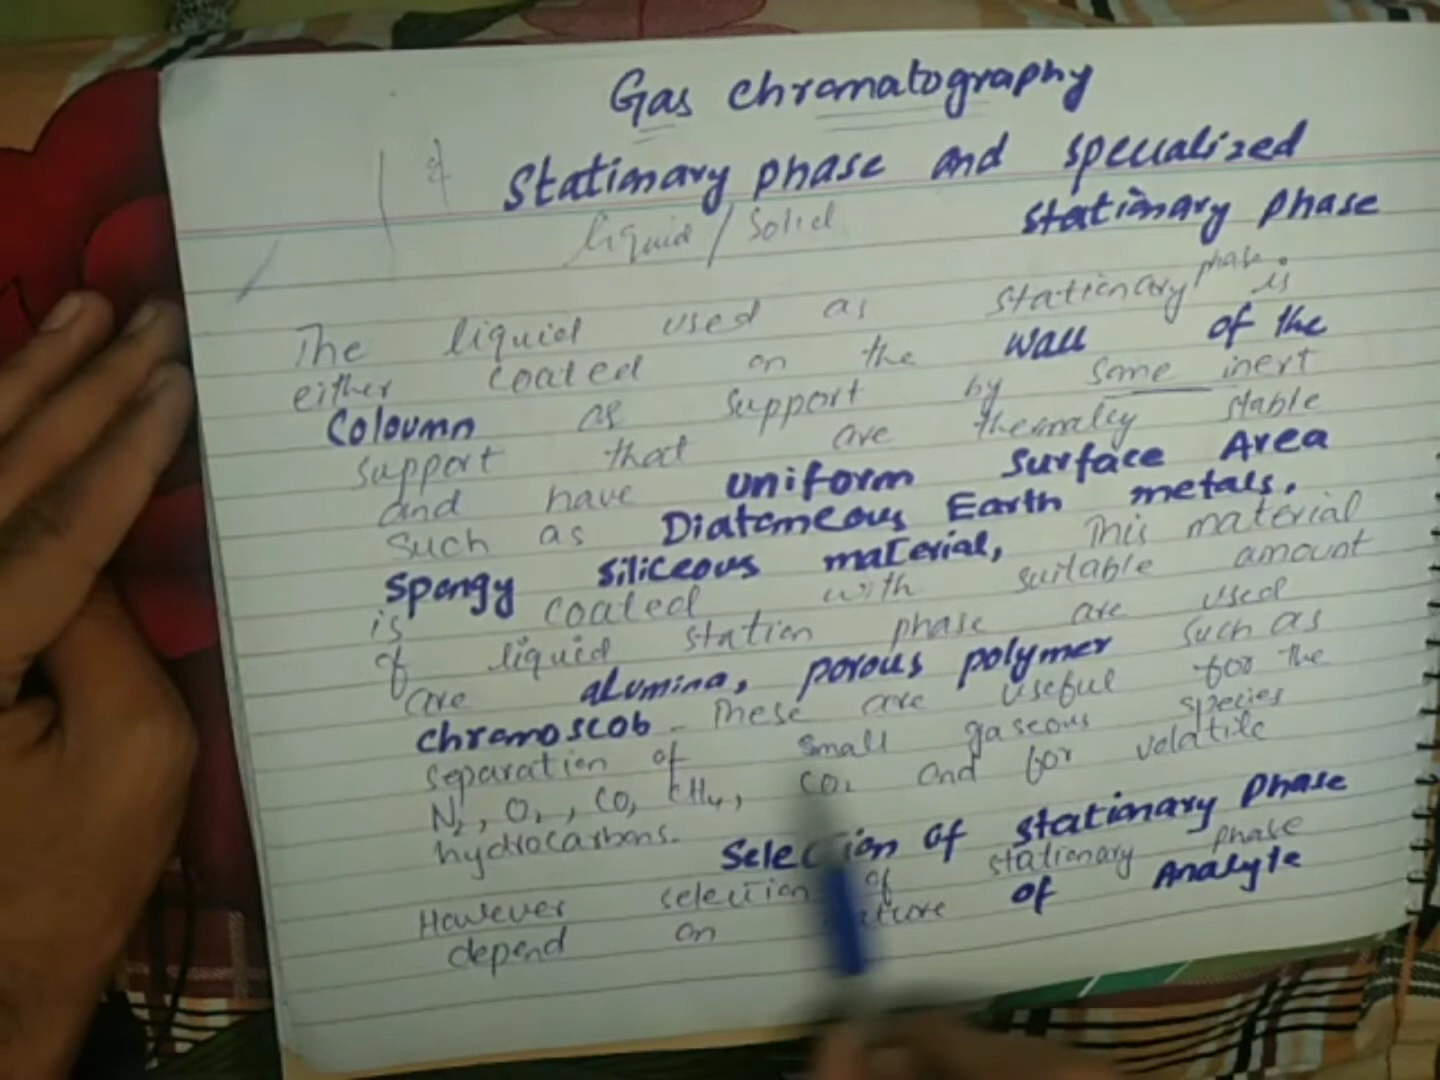 Gas chromatography
Stationary phase and specialized
liquid / Solid stationary phase
The liquid used as stationary phase. is
either coated on the wall of the
Coloumn as support by some inert
support that are thermally stable
and have uniform surface Area
such as Diatomeous Earth metals,
spongy siliceous material, This material
is coated with suitable amount
of liquid station phase are used
are alumina, porous polymer such as
chromoscob - These are useful for the
separation of small gaseous species
N2, O2, CO, CH4, CO2 and for volatile
hydrocarbons.
Selection of stationary Phase
However selection of stationary phase
depend on of Analyte